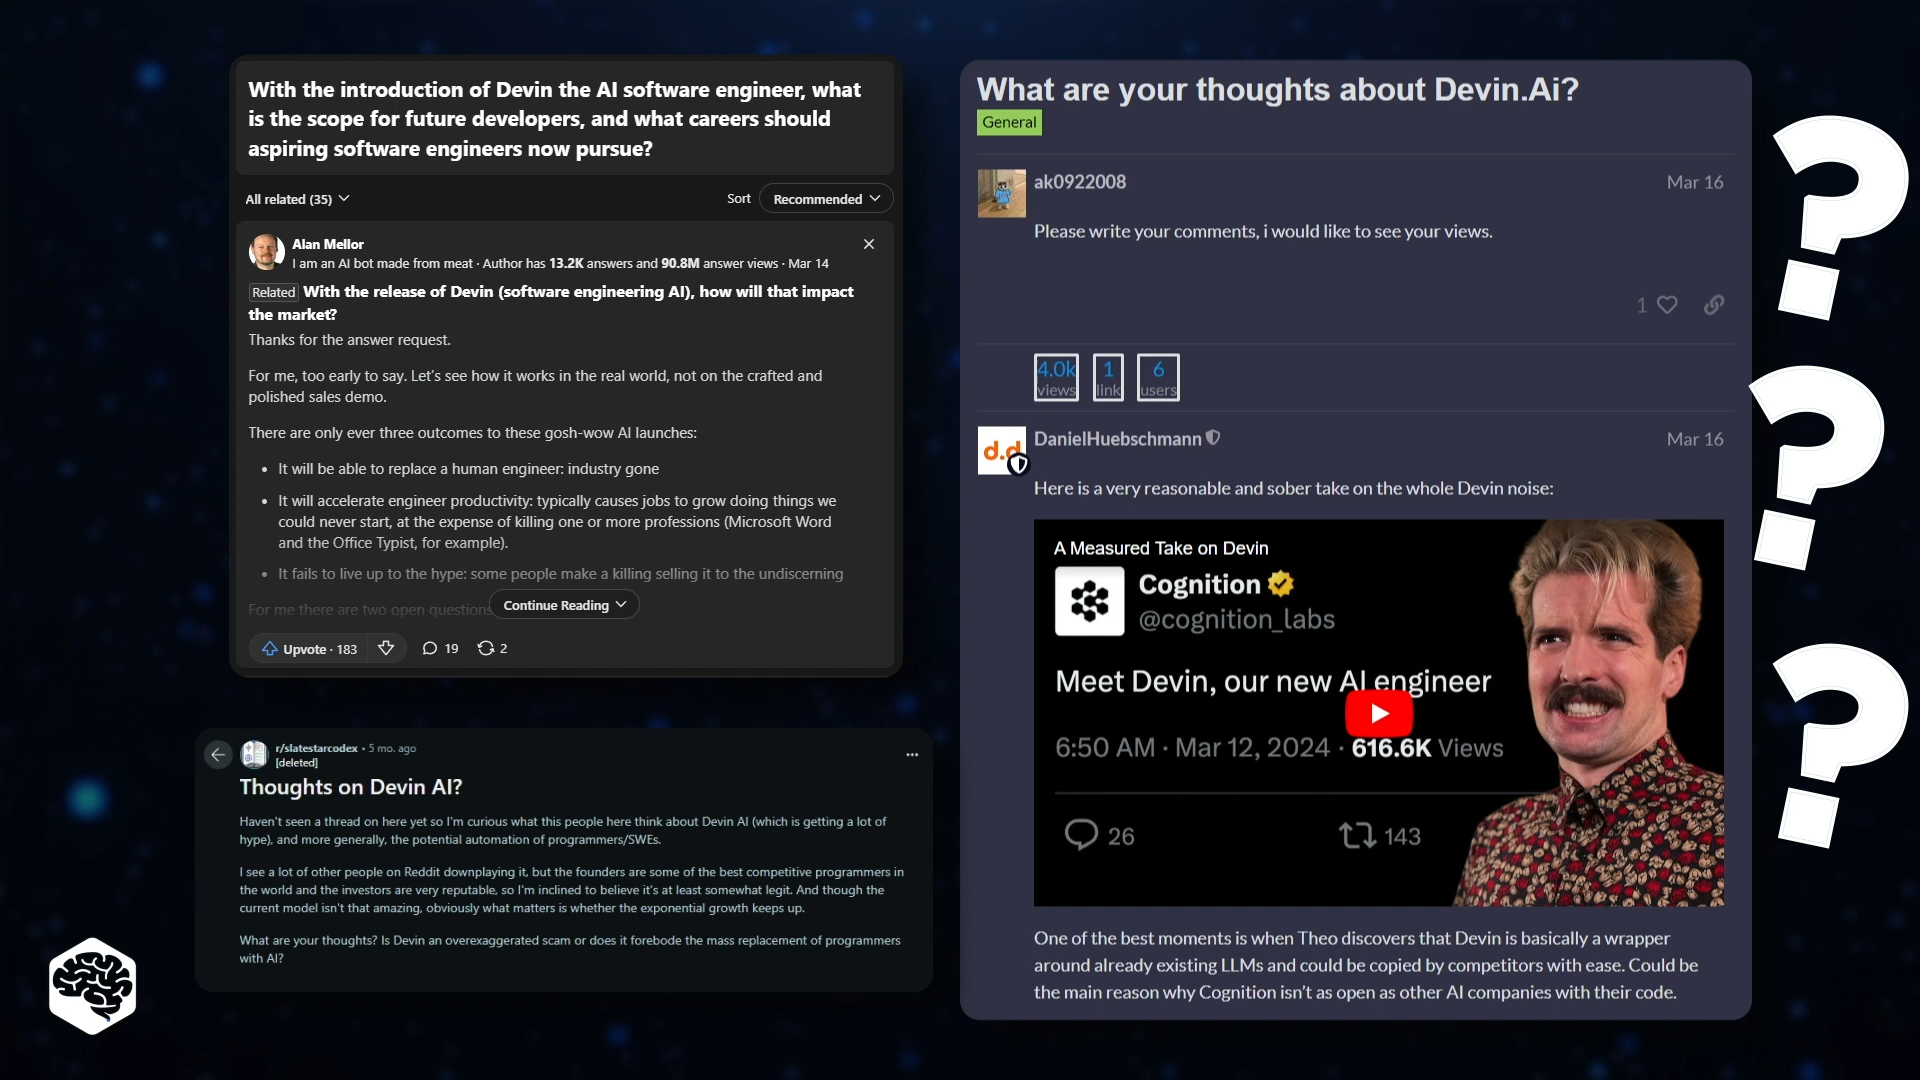 With the introduction of Devin the AI software engineer, what
is the scope for future developers, and what careers should
aspiring software engineers now pursue?
All related (35)
Sort
Recommended
Alan Mellor
I am an AI bot made from meat · Author has 13.2K answers and 90.8M answer views · Mar 14
Related With the release of Devin (software engineering AI), how will that impact
the market?
Thanks for the answer request.
For me, too early to say. Let's see how it works in the real world, not on the crafted and
polished sales demo.
There are only ever three outcomes to these gosh-wow AI launches:
• It will be able to replace a human engineer: industry gone
• It will accelerate engineer productivity: typically causes jobs to grow doing things we
could never start, at the expense of killing one or more professions (Microsoft Word
and the Office Typist, for example).
• It fails to live up to the hype: some people make a killing selling it to the undiscerning
For me there are two open questions
Continue Reading
Upvote · 183
19
2
r/slatestarcodex • 5 mo. ago
[deleted]
Thoughts on Devin AI?
Haven't seen a thread on here yet so I'm curious what this people here think about Devin AI (which is getting a lot of
hype), and more generally, the potential automation of programmers/SWEs.
I see a lot of other people on Reddit downplaying it, but the founders are some of the best competitive programmers in
the world and the investors are very reputable, so I'm inclined to believe it's at least somewhat legit. And though the
current model isn't that amazing, obviously what matters is whether the exponential growth keeps up.
What are your thoughts? Is Devin an overexaggerated scam or does it forebode the mass replacement of programmers
with AI?
What are your thoughts about Devin.Ai?
General
ak0922008
Mar 16
Please write your comments, i would like to see your views.
1
4.0k
views
1
link
6
users
d.d
DanielHuebschmann
Mar 16
Here is a very reasonable and sober take on the whole Devin noise:
A Measured Take on Devin
Cognition
@cognition_labs
Meet Devin, our new AI engineer
6:50 AM · Mar 12, 2024 · 616.6K Views
26
143
One of the best moments is when Theo discovers that Devin is basically a wrapper
around already existing LLMs and could be copied by competitors with ease. Could be
the main reason why Cognition isn't as open as other AI companies with their code.
?
?
?